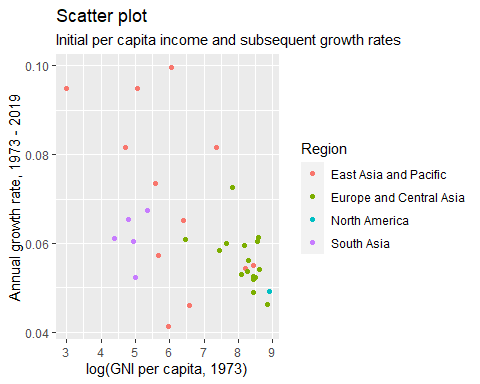 Scatter plot
Initial per capita income and subsequent growth rates
Annual growth rate, 1973 - 2019
0.10
0.08
0.06
0.04
3 4 5 6 7 8 9
log(GNI per capita, 1973)
Region
East Asia and Pacific
Europe and Central Asia
North America
South Asia